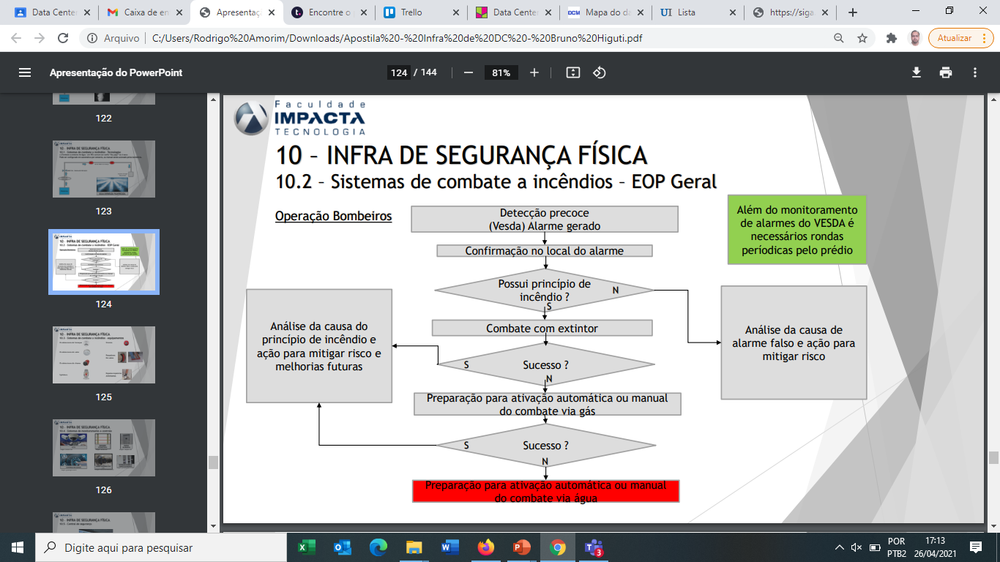 Data Center
Caixa de en
Apresentaç
Encontre o
Trello
Data Cente
Mapa do da
Lista
https://siga.
Arquivo
C:/Users/Rodrigo%20Amorim/Downloads/Apostila%20-%20Infra%20de%20DC%20-%20Bruno%20Higuti.pdf
Atualizar
Apresentação do PowerPoint
124 / 144
81%
122
123
124
125
126
Faculdade
IMPACTA
TECNOLOGIA
10 – INFRA DE SEGURANÇA FÍSICA
10.2 – Sistemas de combate a incêndios – EOP Geral
Operação Bombeiros
Detecção precoce
(Vesda) Alarme gerado
Além do monitoramento
de alarmes do VESDA é
necessários rondas
períodicas pelo prédio
Confirmação no local do alarme
Possui princípio de
incêndio ?
N
S
Análise da causa do
princípio de incêndio e
ação para mitigar risco e
melhorias futuras
Combate com extintor
Análise da causa de
alarme falso e ação para
mitigar risco
S
Sucesso ?
N
Preparação para ativação automática ou manual
do combate via gás
S
Sucesso ?
N
Preparação para ativação automática ou manual
do combate via água
Digite aqui para pesquisar
3
POR
PTB2
17:13
26/04/2021